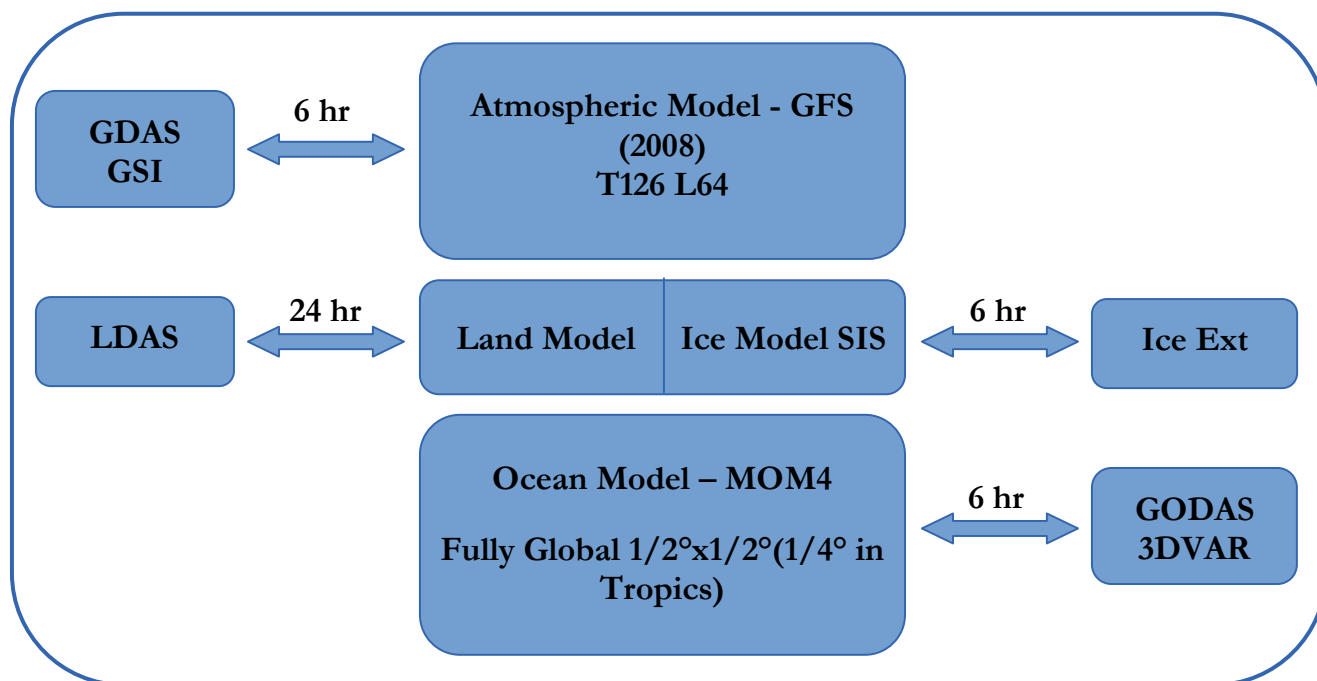 GDAS
GSI
6 hr
Atmospheric Model - GFS
(2008)
T126 L64
LDAS
24 hr
Land Model
Ice Model SIS
6 hr
Ice Ext
Ocean Model – MOM4
Fully Global 1/2°x1/2°(1/4° in
Tropics)
6 hr
GODAS
3DVAR